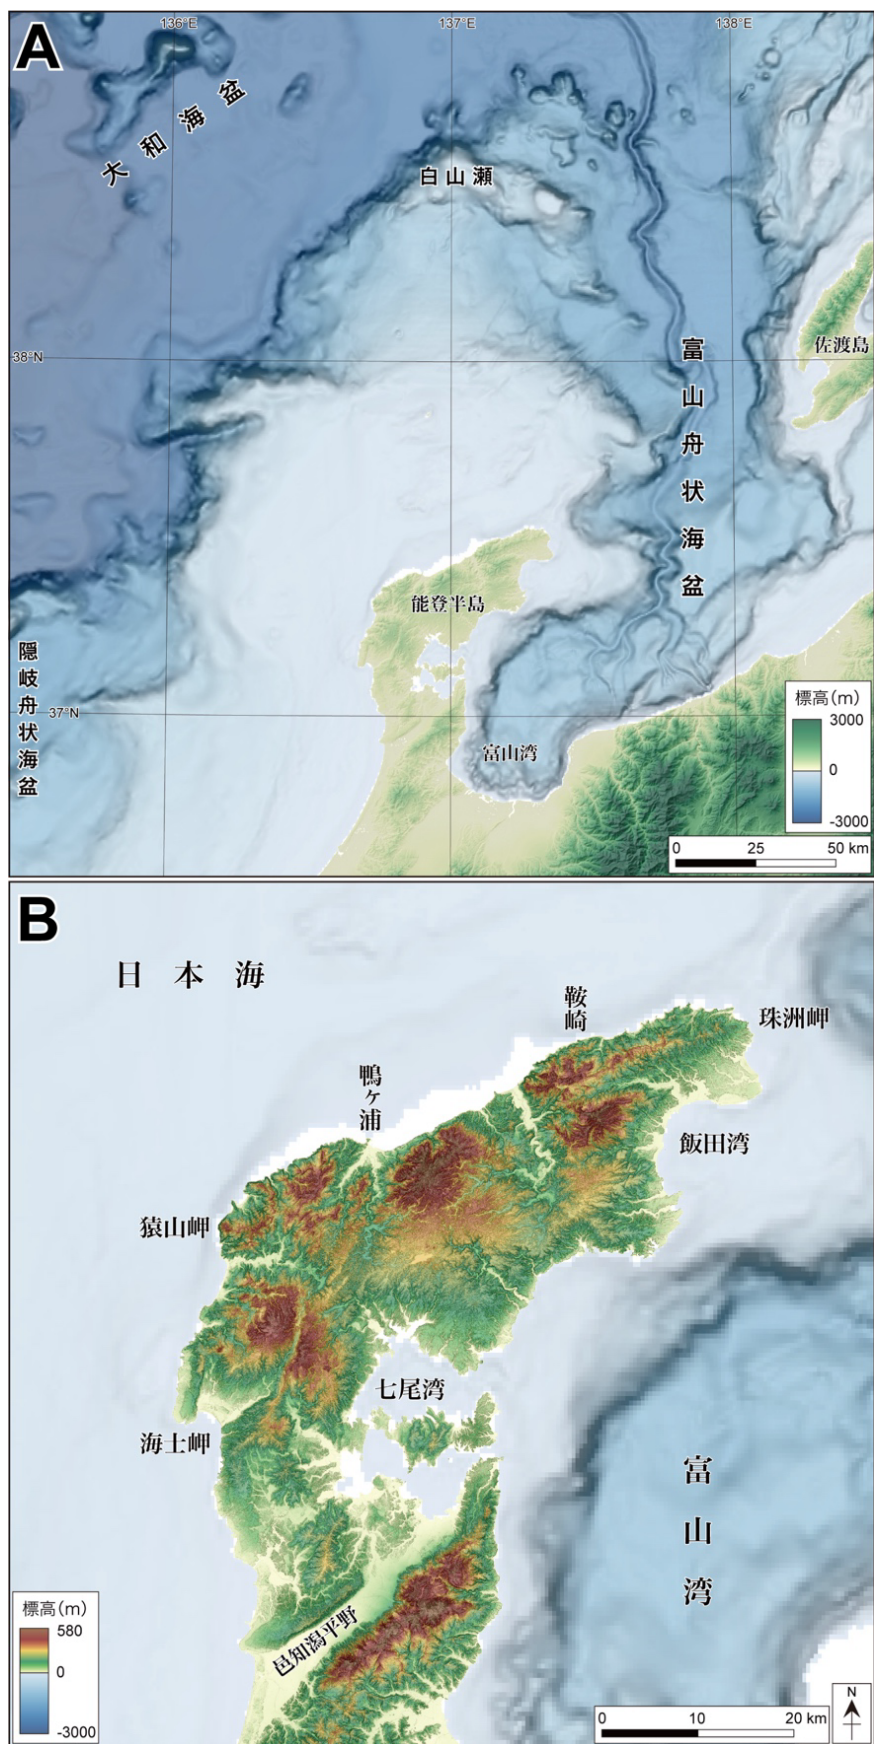 A
136°E
137°E
138°E
大和海盆
白山瀬
38°N
佐渡島
富山舟状海盆
能登半島
隠岐舟状海盆
37°N
富山湾
標高(m)
3000
0
-3000
0 25 50 km
B
日本海
鞍崎
珠洲岬
鴨ヶ浦
飯田湾
猿山岬
七尾湾
海士岬
富山湾
邑知潟平野
標高(m)
580
0
-3000
N
0 10 20 km